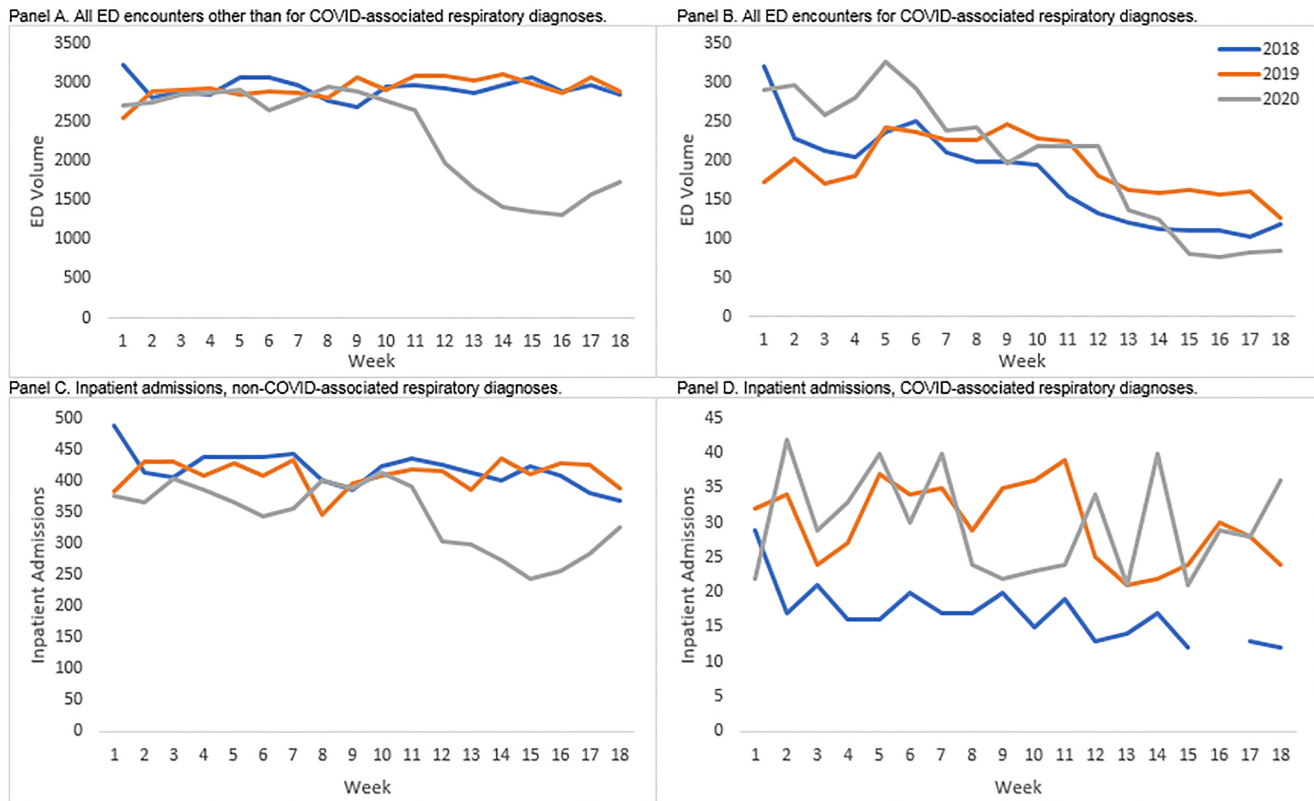 Panel A. All ED encounters other than for COVID-associated respiratory diagnoses.
3500
3000
2500
2000
1500
1000
500
0
ED Volume
1 2 3 4 5 6 7 8 9 10 11 12 13 14 15 16 17 18
Week
Panel B. All ED encounters for COVID-associated respiratory diagnoses.
350
300
250
200
150
100
50
0
ED Volume
2018
2019
2020
1 2 3 4 5 6 7 8 9 10 11 12 13 14 15 16 17 18
Week
Panel C. Inpatient admissions, non-COVID-associated respiratory diagnoses.
500
450
400
350
300
250
200
150
100
50
0
Inpatient Admissions
1 2 3 4 5 6 7 8 9 10 11 12 13 14 15 16 17 18
Week
Panel D. Inpatient admissions, COVID-associated respiratory diagnoses.
45
40
35
30
25
20
15
10
5
0
Inpatient Admissions
1 2 3 4 5 6 7 8 9 10 11 12 13 14 15 16 17 18
Week